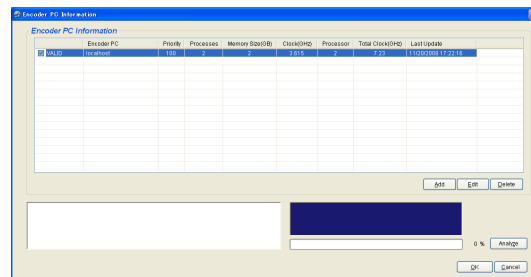 Encoder PC Information
Encoder PC Information
Encoder PC Priority Processes Memory Size(GB) Clock(GHz) Processor Total Clock(GHz) Last Update
VALID localhost 100 2 2 3.615 2 7.23 11/20/2008 17:22:16
Add Edit Delete
0 % Analyze
OK Cancel